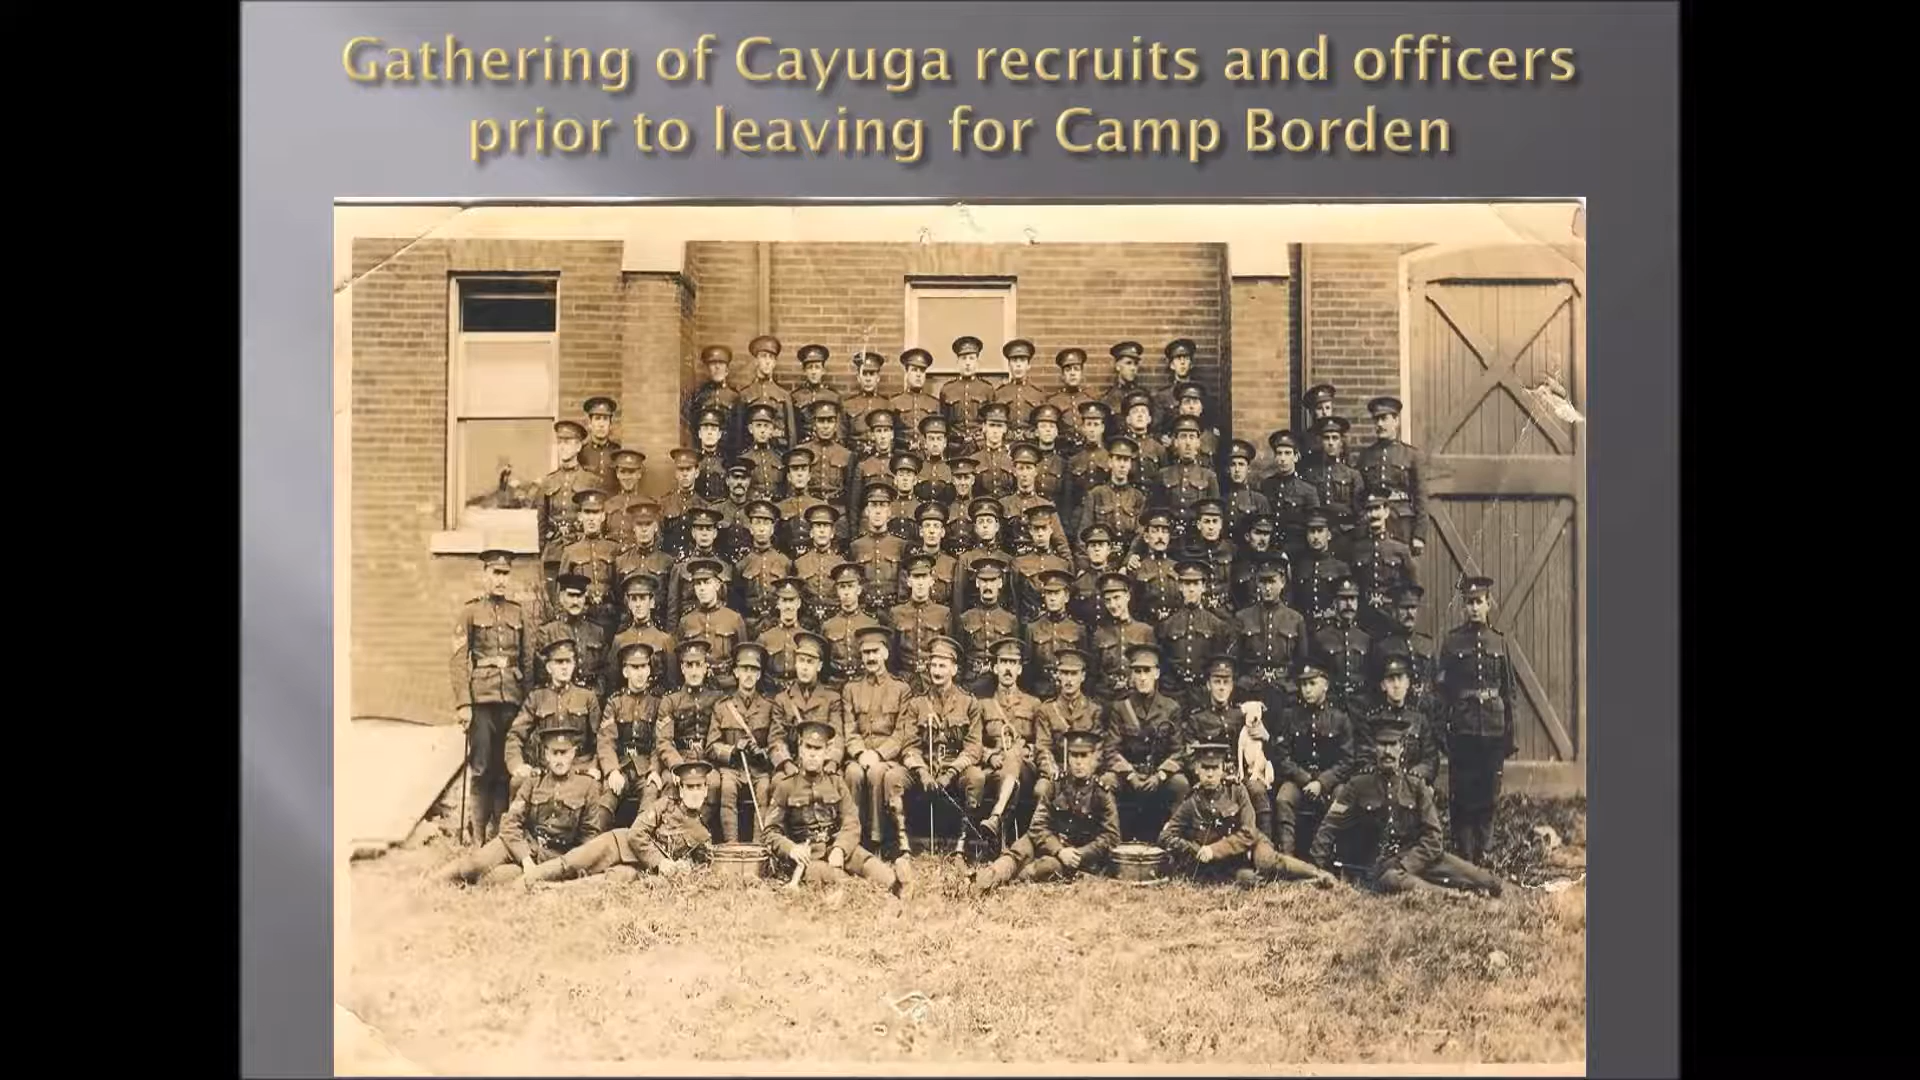 Gathering of Cayuga recruits and officers
prior to leaving for Camp Borden